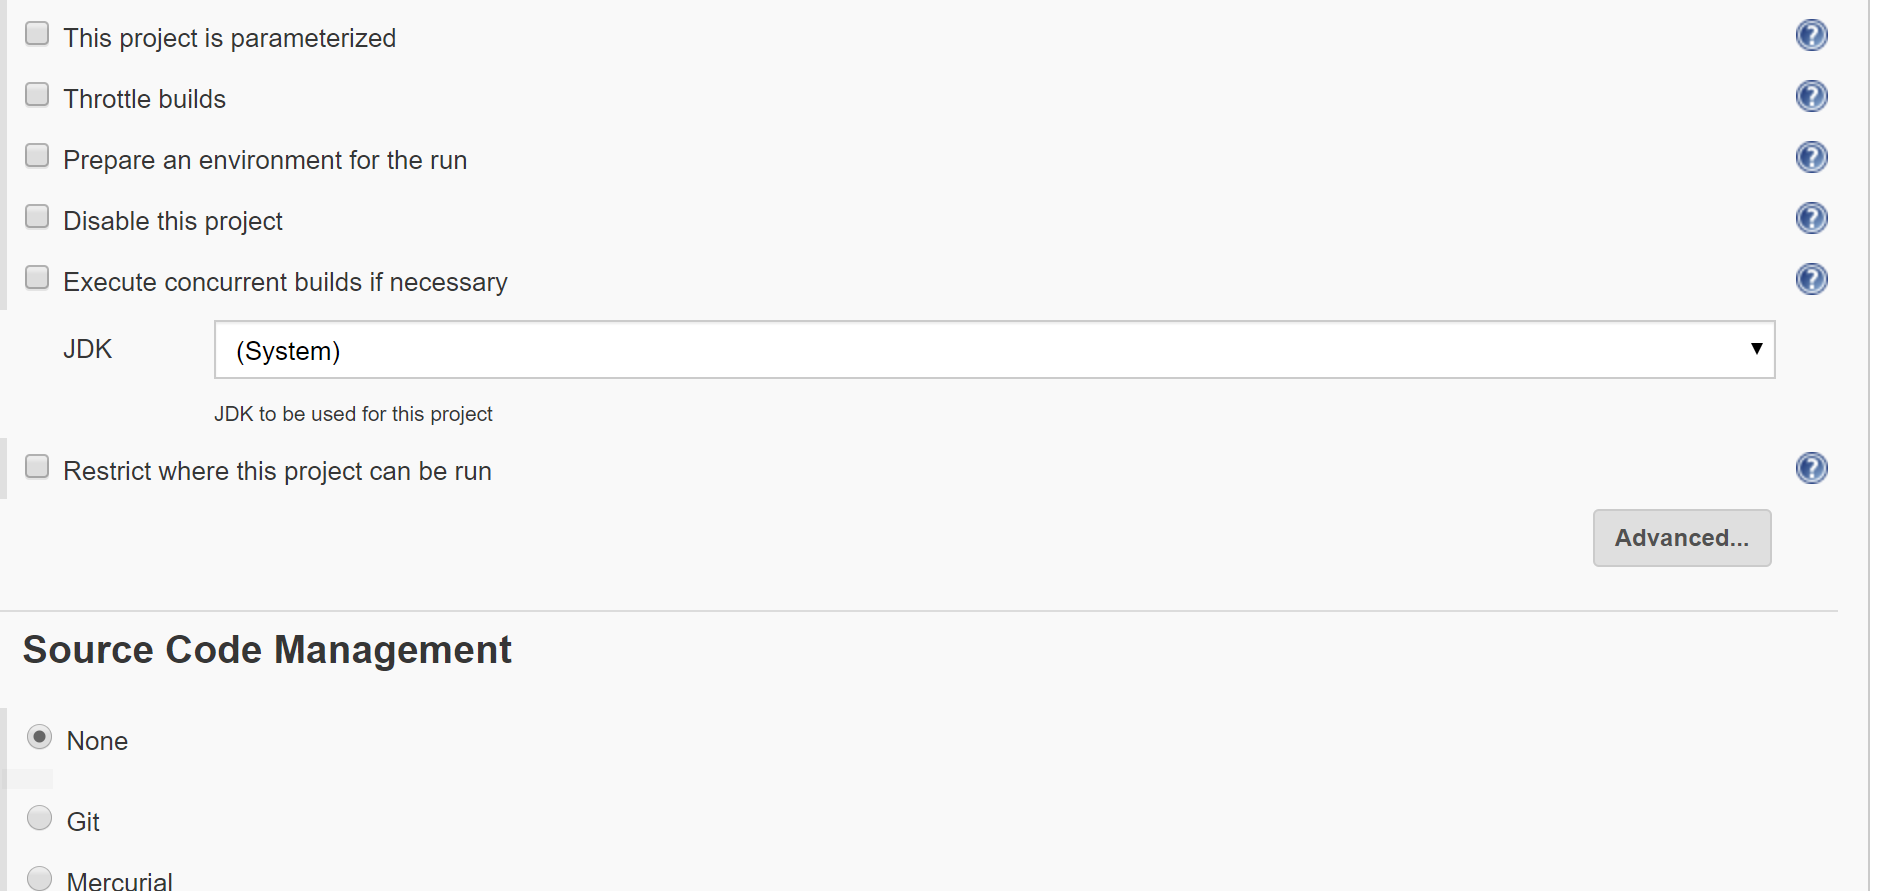 This project is parameterized
Throttle builds
Prepare an environment for the run
Disable this project
Execute concurrent builds if necessary
JDK (System)
JDK to be used for this project
Restrict where this project can be run
Advanced...
Source Code Management
None
Git
Mercurial